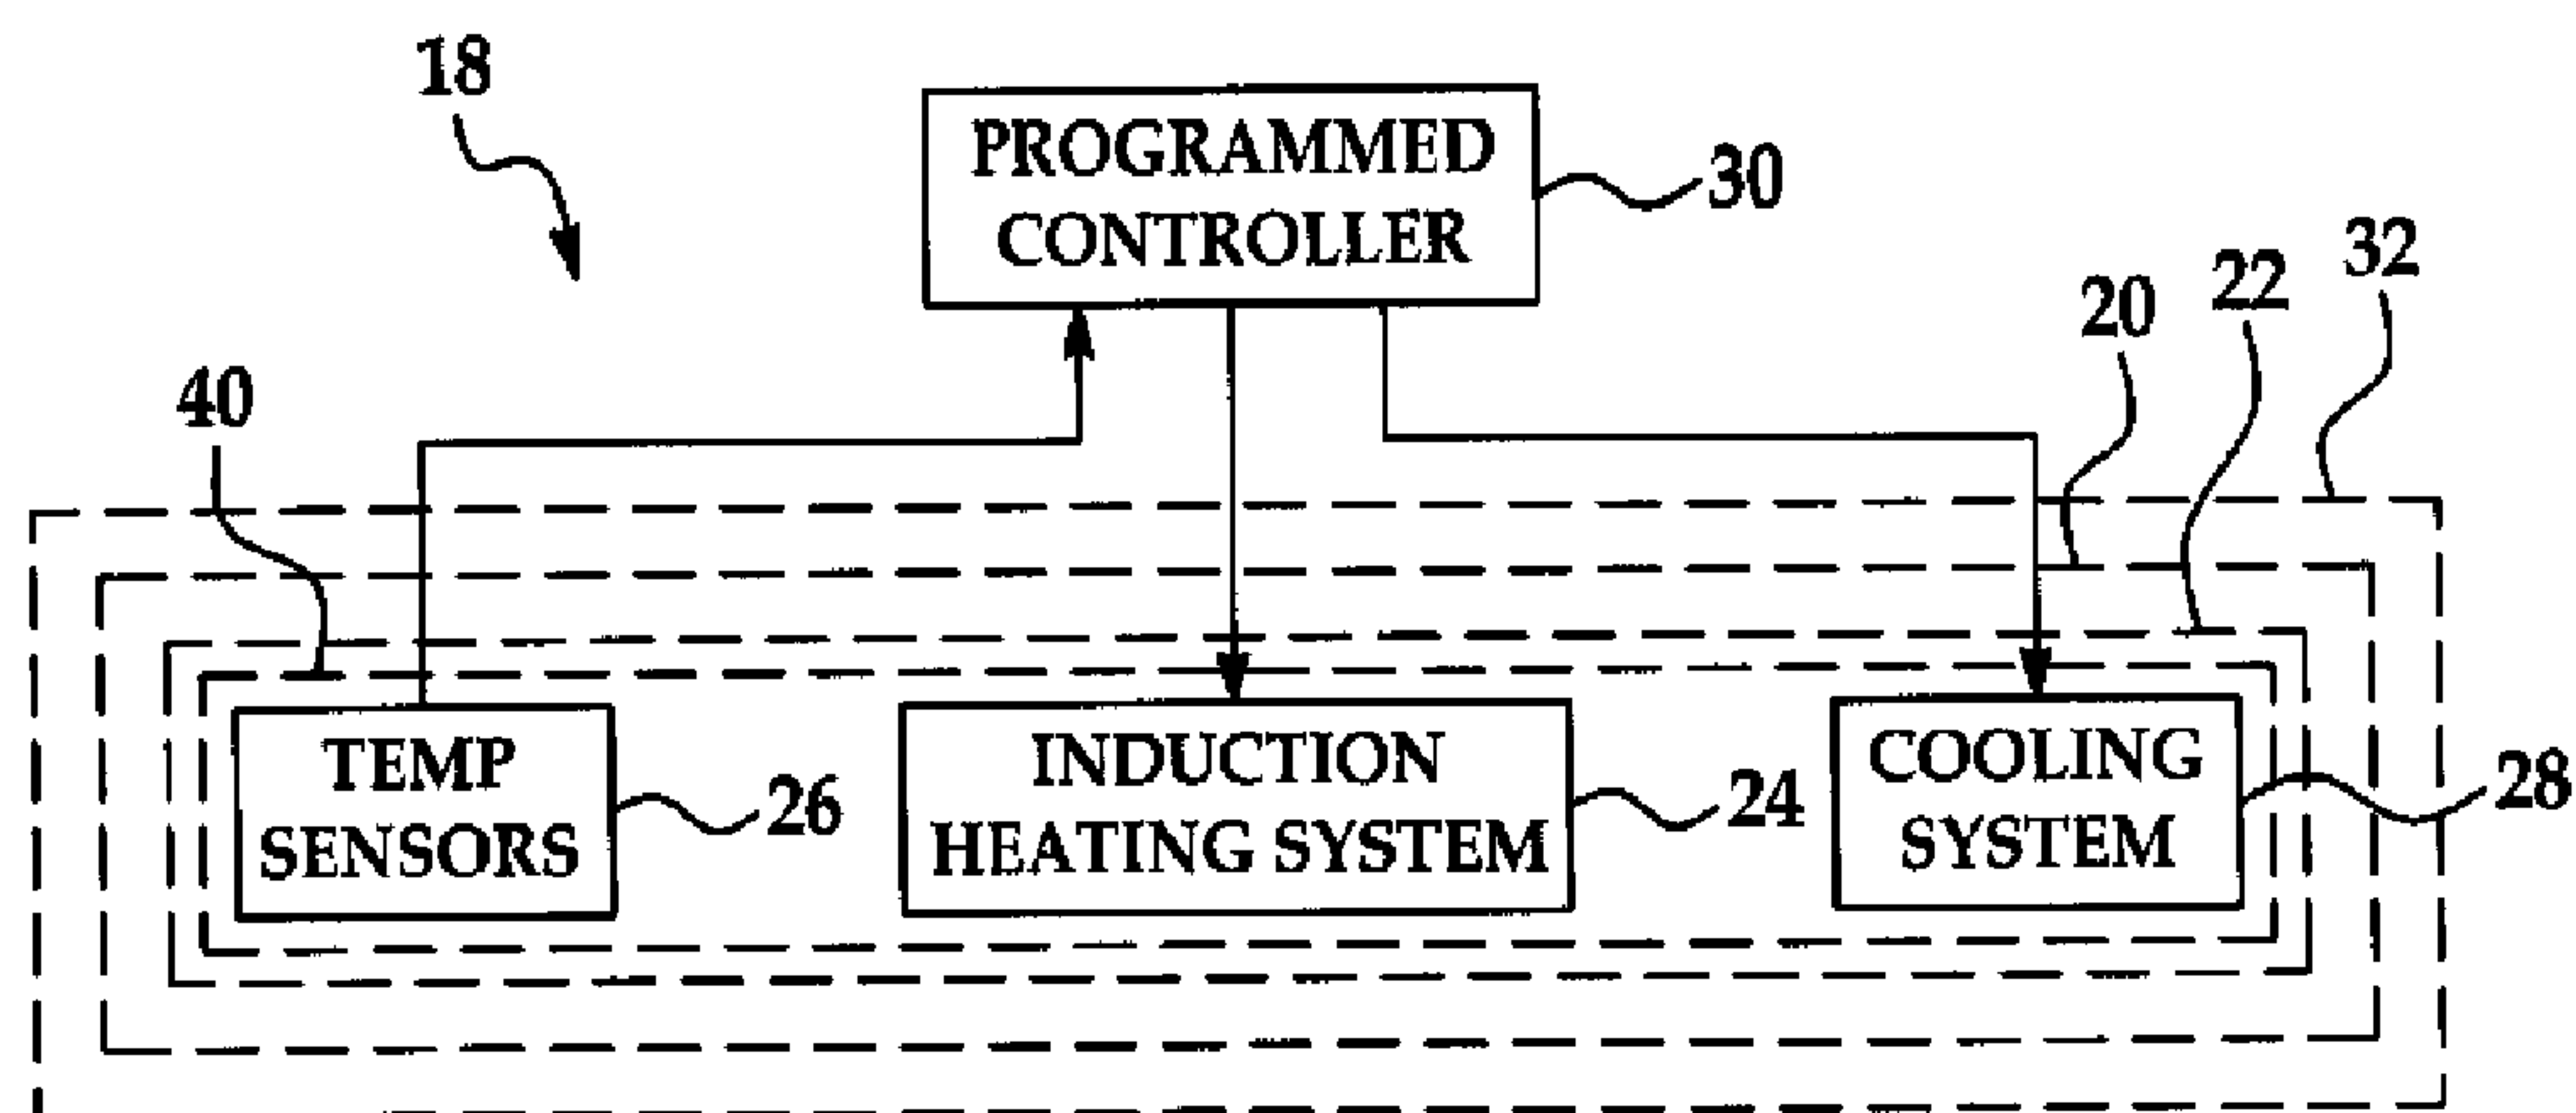 18
PROGRAMMED
CONTROLLER
30
32
22
20
40
TEMP
SENSORS
26
INDUCTION
HEATING SYSTEM
24
COOLING
SYSTEM
28